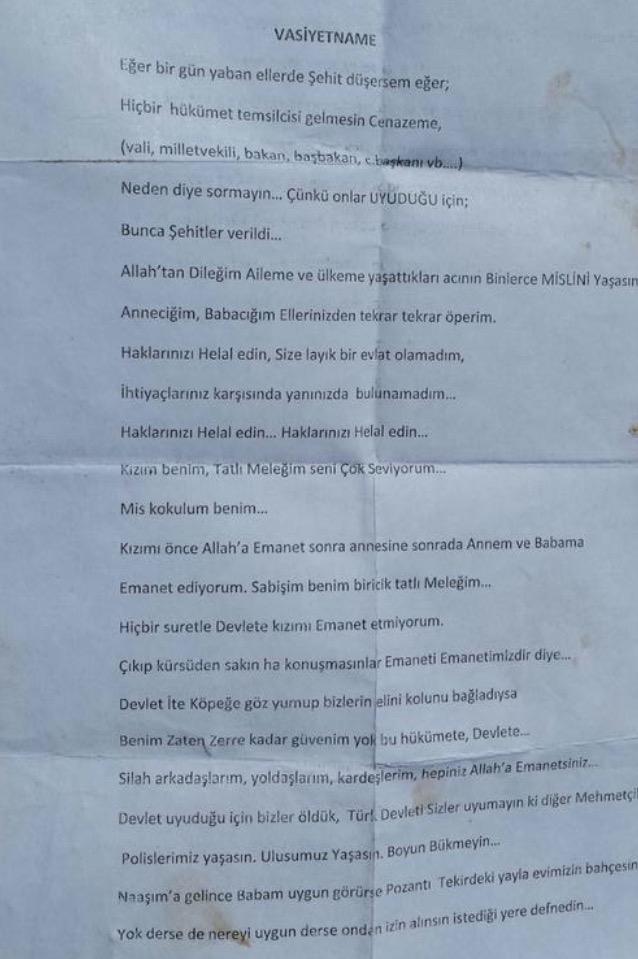 VASİYETNAME
Eğer bir gün yaban ellerde Şehit düşersem eğer;
Hiçbir hükümet temsilcisi gelmesin Cenazeme,
(vali, milletvekili, bakan, başbakan, c.başkanı vb....)
Neden diye sormayın... Çünkü onlar UYUDUĞU için;
Bunca Şehitler verildi...
Allah'tan Dileğim Aileme ve ülkeme yaşattıkları acının Binlerce MİSLİNİ Yaşasın
Anneciğim, Babacığım Ellerinizden tekrar tekrar öperim.
Haklarınızı Helal edin, Size layık bir evlat olamadım,
İhtiyaçlarınız karşısında yanınızda bulunamadım...
Haklarınızı Helal edin... Haklarınızı Helal edin...
Kızım benim, Tatlı Meleğim seni Çok Seviyorum...
Mis kokulum benim...
Kızımı önce Allah'a Emanet sonra annesine sonrada Annem ve Babama
Emanet ediyorum. Sabişim benim biricik tatlı Meleğim...
Hiçbir suretle Devlete kızımı Emanet etmiyorum.
Çıkıp kürsüden sakın ha konuşmasınlar Emaneti Emanetimizdir diye...
Devlet İte Köpeğe göz yumup bizlerin elini kolunu bağladıysa
Benim Zaten Zerre kadar güvenim yok bu hükümete, Devlete...
Silah arkadaşlarım, yoldaşlarım, kardeşlerim, hepiniz Allah'a Emanetsiniz...
Devlet uyuduğu için bizler öldük, Türk Devleti Sizler uyumayın ki diğer Mehmetçi
Polislerimiz yaşasın. Ulusumuz Yaşasın. Boyun Bükmeyin...
Naaşım'a gelince Babam uygun görürse Pozantı Tekirdeki yayla evimizin bahçesin
Yok derse de nereyi uygun derse ondan izin alınsın istediği yere defnedin...